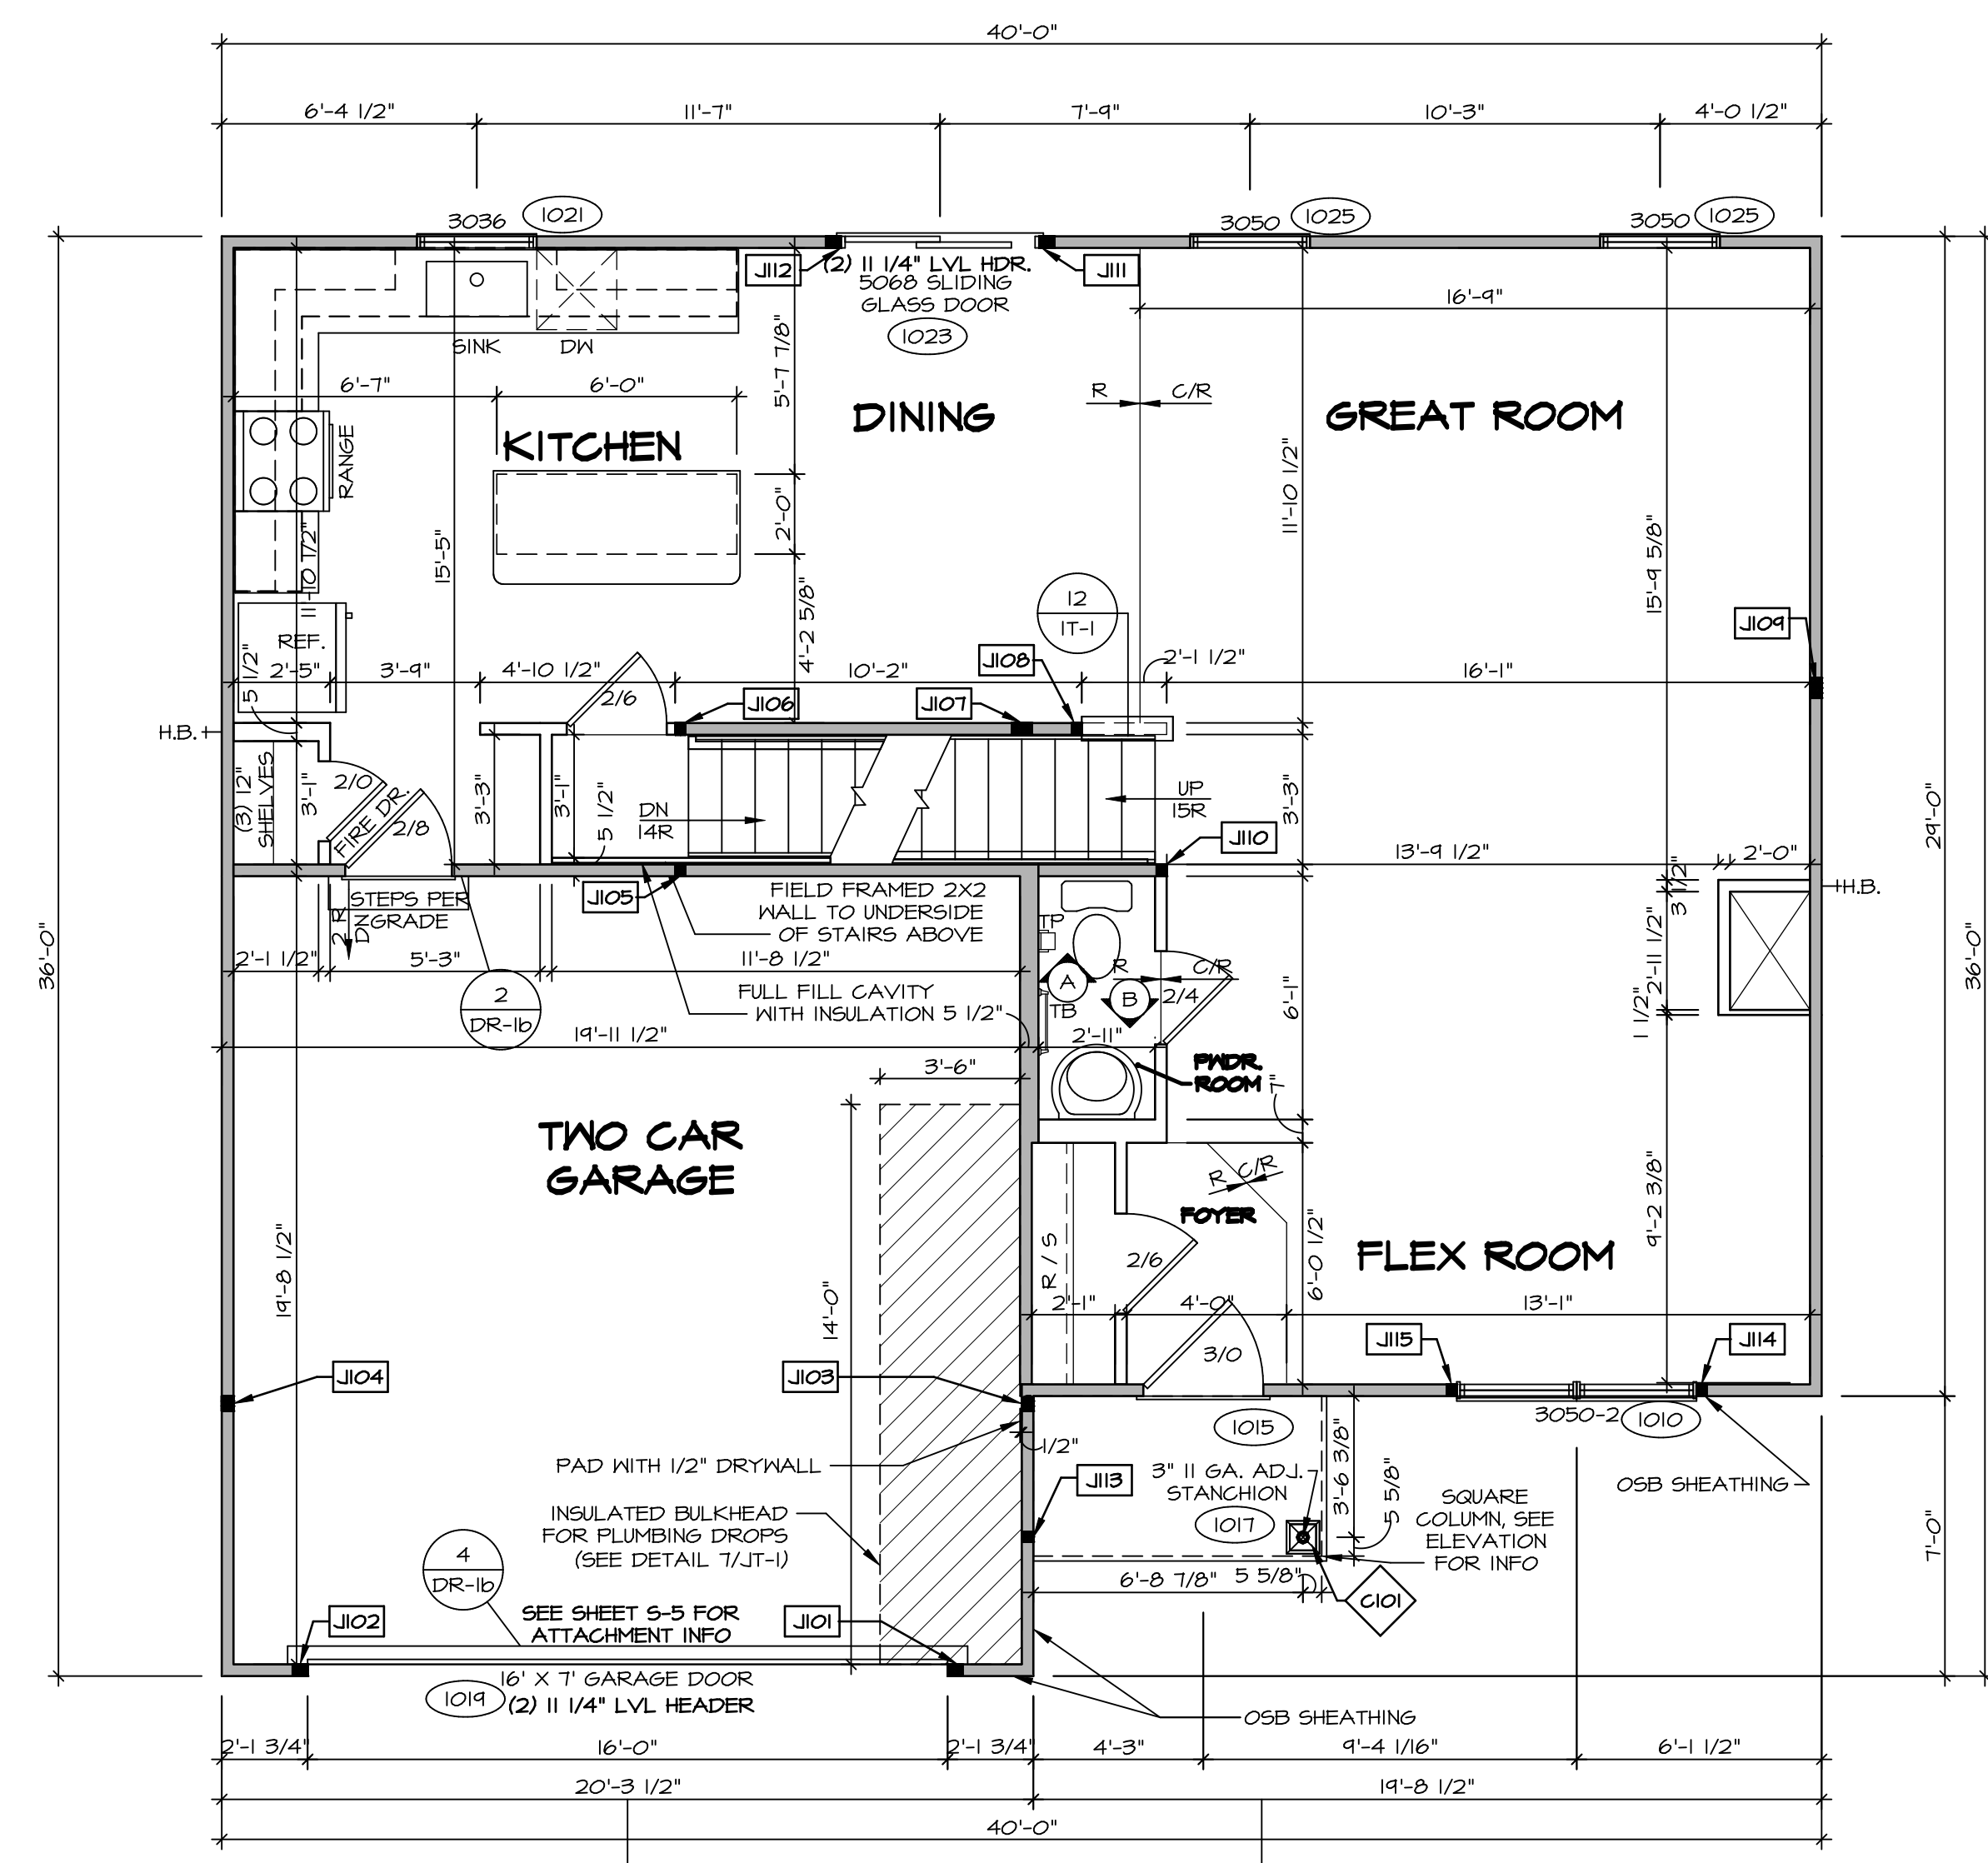 40'-0"
6'-4 1/2"
11'-7"
7'-9"
10'-3"
4'-0 1/2"
3036
1021
3050
1025
3050
1025
J112
(2) 11 1/4" LVL HDR.
5068 SLIDING
GLASS DOOR
1023
J111
16'-9"
SINK
DW
6'-7"
6'-0"
5'-7 7/8"
R
C/R
KITCHEN
DINING
GREAT ROOM
RANGE
11'-10 1/2"
15'-5"
2'-0"
4'-2 5/8"
11'-10 1/2"
15'-9 5/8"
12
1T-1
J109
REF.
5 1/2"
2'-5"
3'-9"
4'-10 1/2"
2/6
10'-2"
J108
2'-1 1/2"
16'-1"
J106
J107
H.B.
(3) 12"
SHELVES
3'-1"
2/0
FIRE DR.
2/8
3'-3"
3'-1"
5 1/2"
DN
14R
UP
15R
3'-3"
J110
13'-9 1/2"
2'-0"
29'-0"
36'-0"
36'-0"
J105
STEPS PER
GRADE
2 R
DN
FIELD FRAMED 2X2
WALL TO UNDERSIDE
OF STAIRS ABOVE
3 1/2"
H.B.
2'-11 1/2"
1 1/2"
TP
A
TB
R
C/R
B
2/4
6'-1"
2'-1 1/2"
5'-3"
11'-8 1/2"
2
DR-1b
FULL FILL CAVITY
WITH INSULATION
5 1/2"
19'-11 1/2"
2'-11"
3'-6"
PWDR.
ROOM
7"
TWO CAR
GARAGE
R
C/R
FOYER
R / S
2/6
6'-0 1/2"
9'-2 3/8"
FLEX ROOM
19'-8 1/2"
14'-0"
2'-1"
4'-0"
13'-1"
3/0
J115
J114
J104
J103
3050-2
1010
1015
1/2"
PAD WITH 1/2" DRYWALL
J113
3" 11 GA. ADJ.
STANCHION
1017
3'-6 3/8"
5 5/8"
SQUARE
COLUMN, SEE
ELEVATION
FOR INFO
OSB SHEATHING
INSULATED BULKHEAD
FOR PLUMBING DROPS
(SEE DETAIL 7/JT-1)
4
DR-1b
6'-8 7/8"
5 5/8"
C101
7'-0"
J102
SEE SHEET S-5 FOR
ATTACHMENT INFO
J101
16' X 7' GARAGE DOOR
1019
(2) 11 1/4" LVL HEADER
OSB SHEATHING
2'-1 3/4"
16'-0"
2'-1 3/4"
4'-3"
9'-4 1/16"
6'-1 1/2"
20'-3 1/2"
19'-8 1/2"
40'-0"